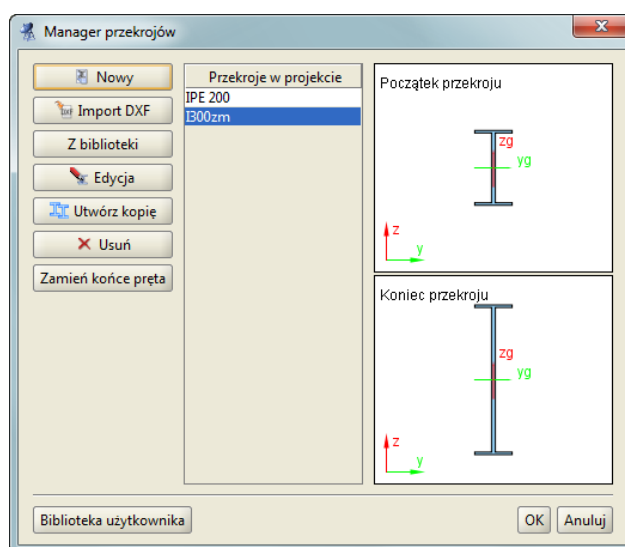 Manager przekrojów
Nowy
Import DXF
Z biblioteki
Edycja
Utwórz kopię
Usuń
Zamień końce pręta
Przekroje w projekcie
IPE 200
I300zm
Początek przekroju
zg
yg
z
y
Koniec przekroju
zg
yg
z
y
Biblioteka użytkownika
OK
Anuluj